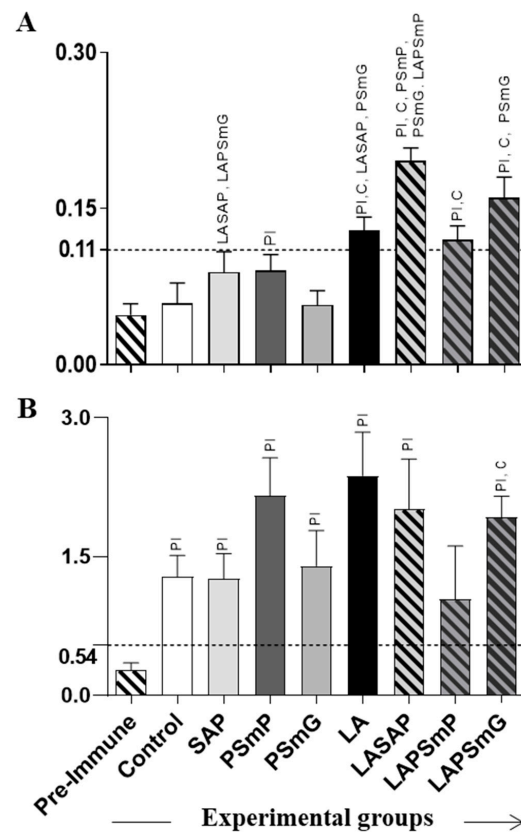 A
0.30
0.15
0.11
0.00
LASAP, LAPSmG
PI
PI,C, LASAP, PSmG
PI, C, PSmP,
PSmG. LAPSmP
PI,C
PI, C, PSmG
B
3.0
1.5
0.54
0.0
PI
PI
PI
PI
PI
PI
PI, C
Pre-Immune
Control
SAP
PSmP
PSmG
LA
LASAP
LAPSmP
LAPSmG
Experimental groups